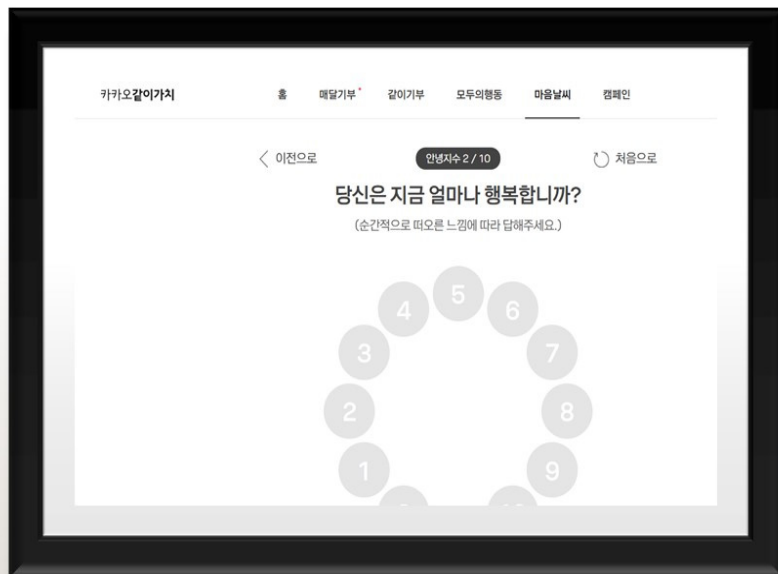 카카오같이가치 홈 매달기부 같이기부 모두의행동 마음날씨 캠페인
이전으로 안녕지수 2 / 10 처음으로
당신은 지금 얼마나 행복합니까?
(순간적으로 떠오른 느낌에 따라 답해주세요.)
5
4 6
3 7
2 8
1 9